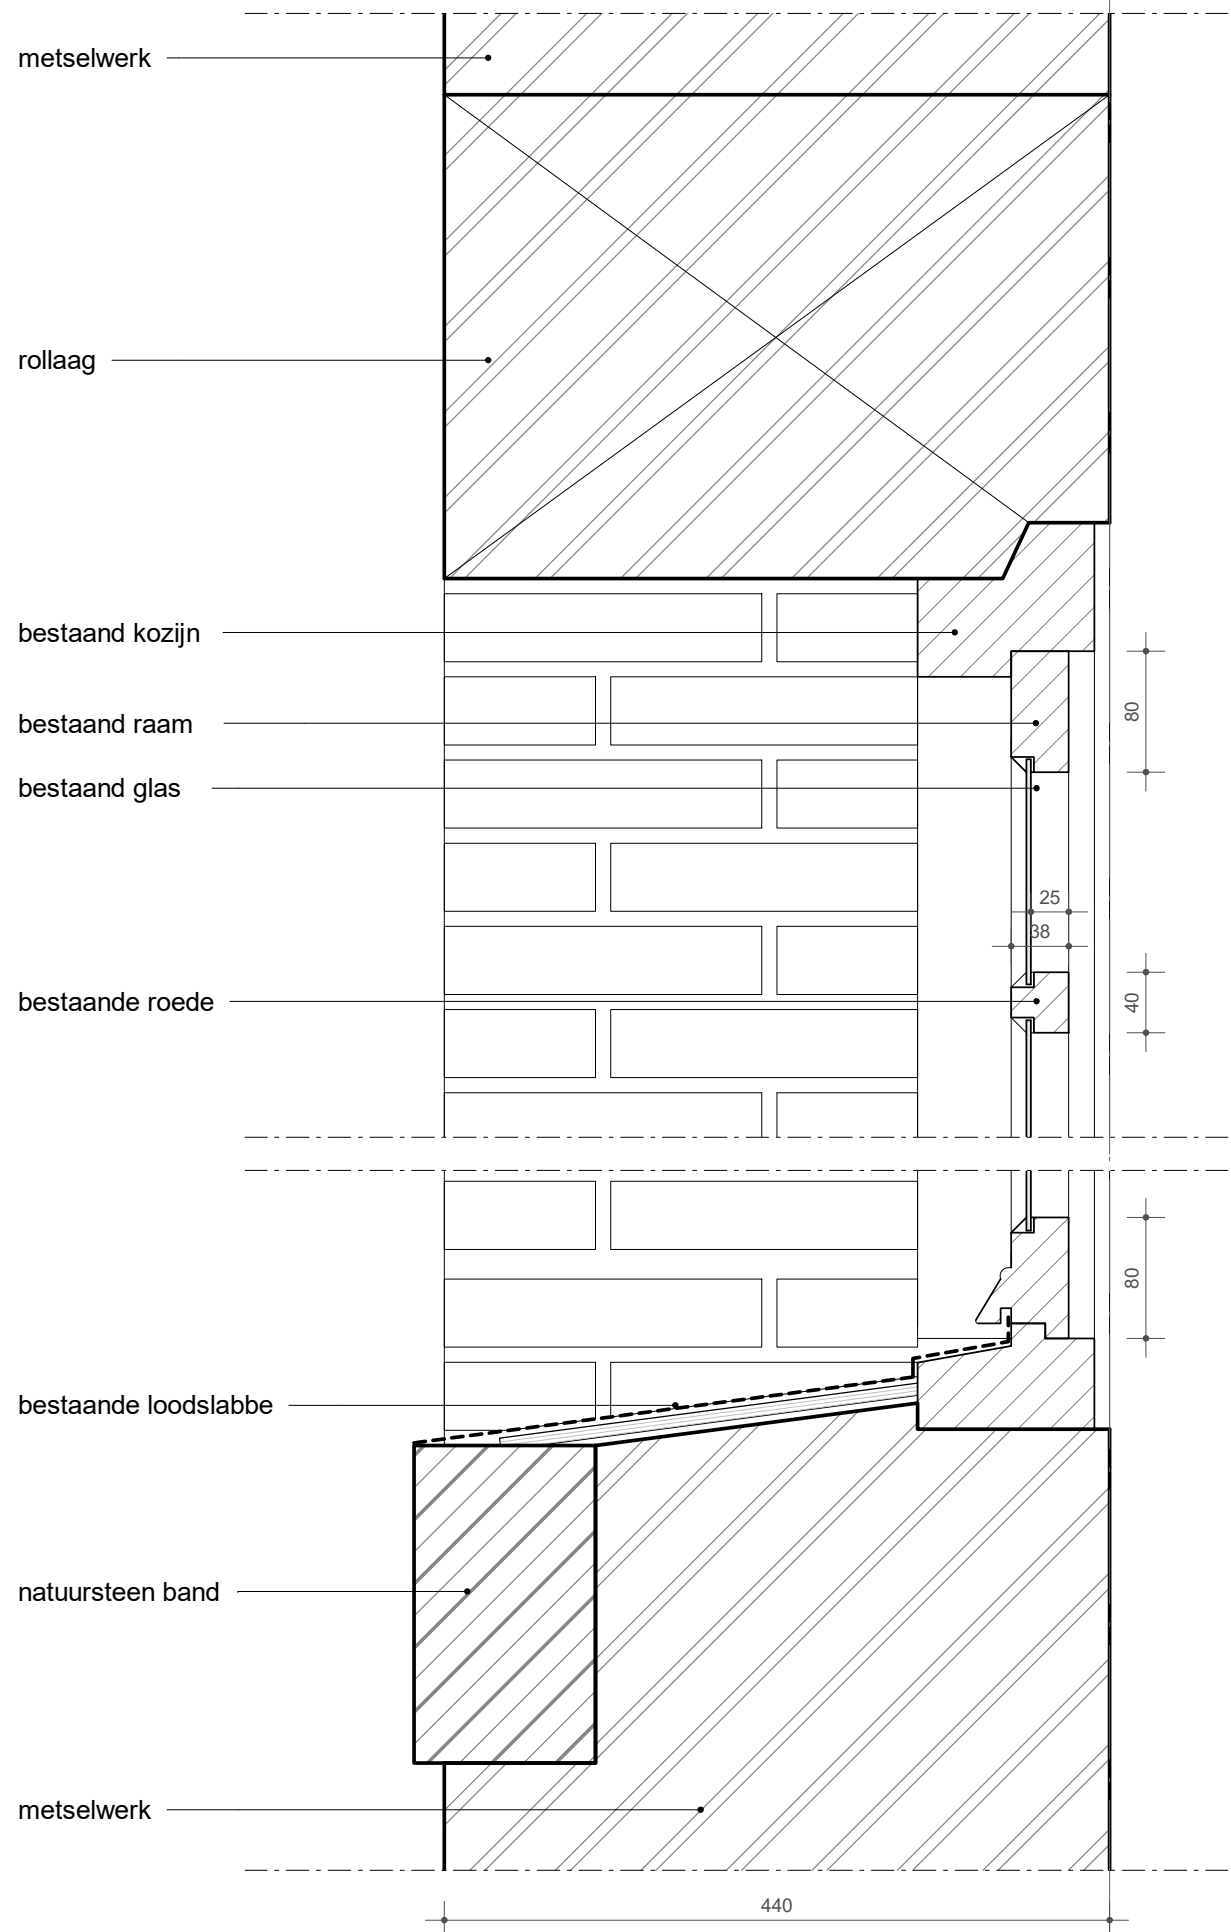 metselwerk
rollaag
bestaand kozijn
bestaand raam
80
bestaand glas
25
38
bestaande roede
40
80
bestaande loodslabbe
natuursteen band
metselwerk
440